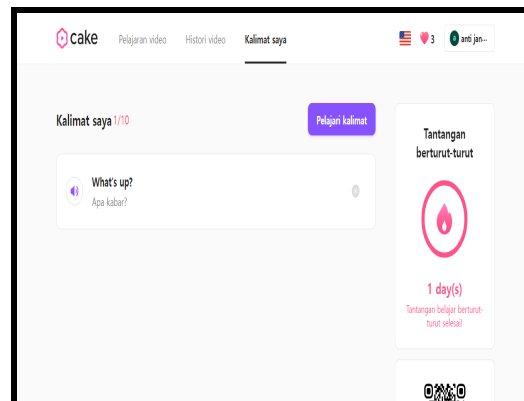 cake Pelajaran video Histori video Kalimat saya 3 a anti jan...
Kalimat saya 1/10 Pelajari kalimat
What's up?
Apa kabar?
Tantangan
berturut-turut
1 day(s)
Tantangan belajar berturut-
turut selesai!